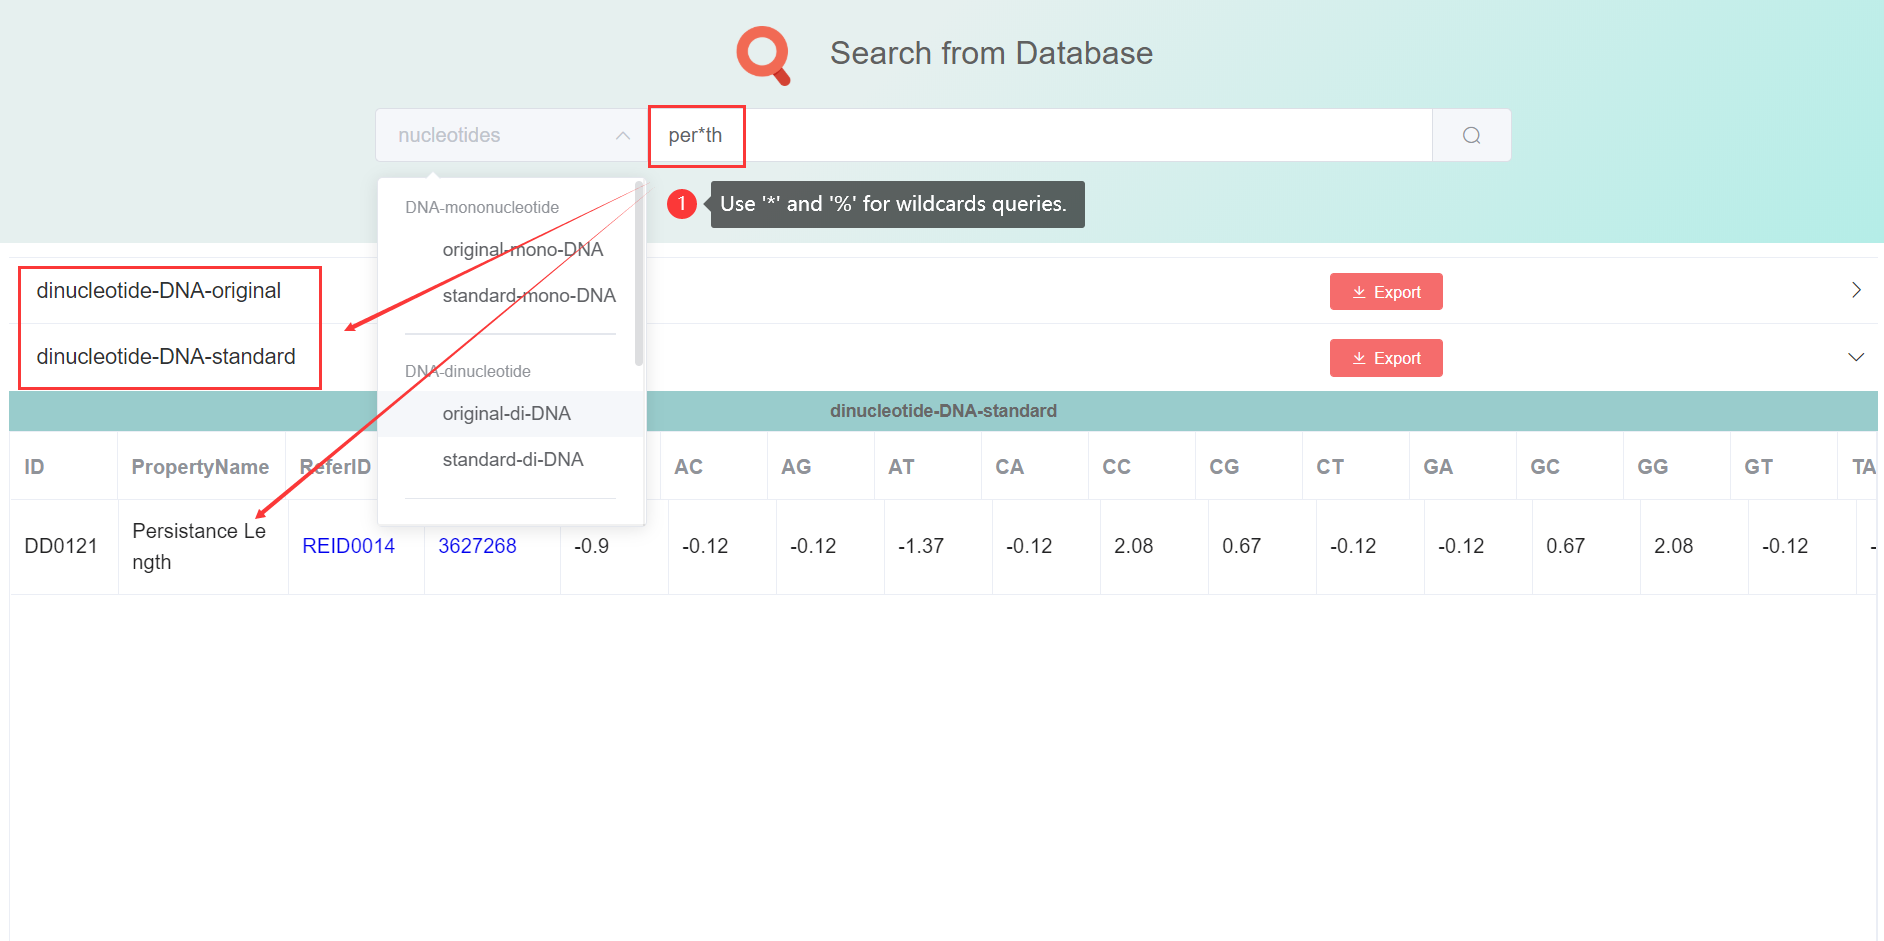 Search from Database
nucleotides
per*th
1
Use '*' and '%' for wildcards queries.
DNA-mononucleotide
original-mono-DNA
standard-mono-DNA
DNA-dinucleotide
original-di-DNA
standard-di-DNA
dinucleotide-DNA-original
Export
dinucleotide-DNA-standard
Export
dinucleotide-DNA-standard
ID PropertyName ReferID AC AG AT CA CC CG CT GA GC GG GT TA
DD0121 Persistance Le
ngth REID0014 3627268 -0.9 -0.12 -0.12 -1.37 -0.12 2.08 0.67 -0.12 -0.12 0.67 2.08 -0.12 -